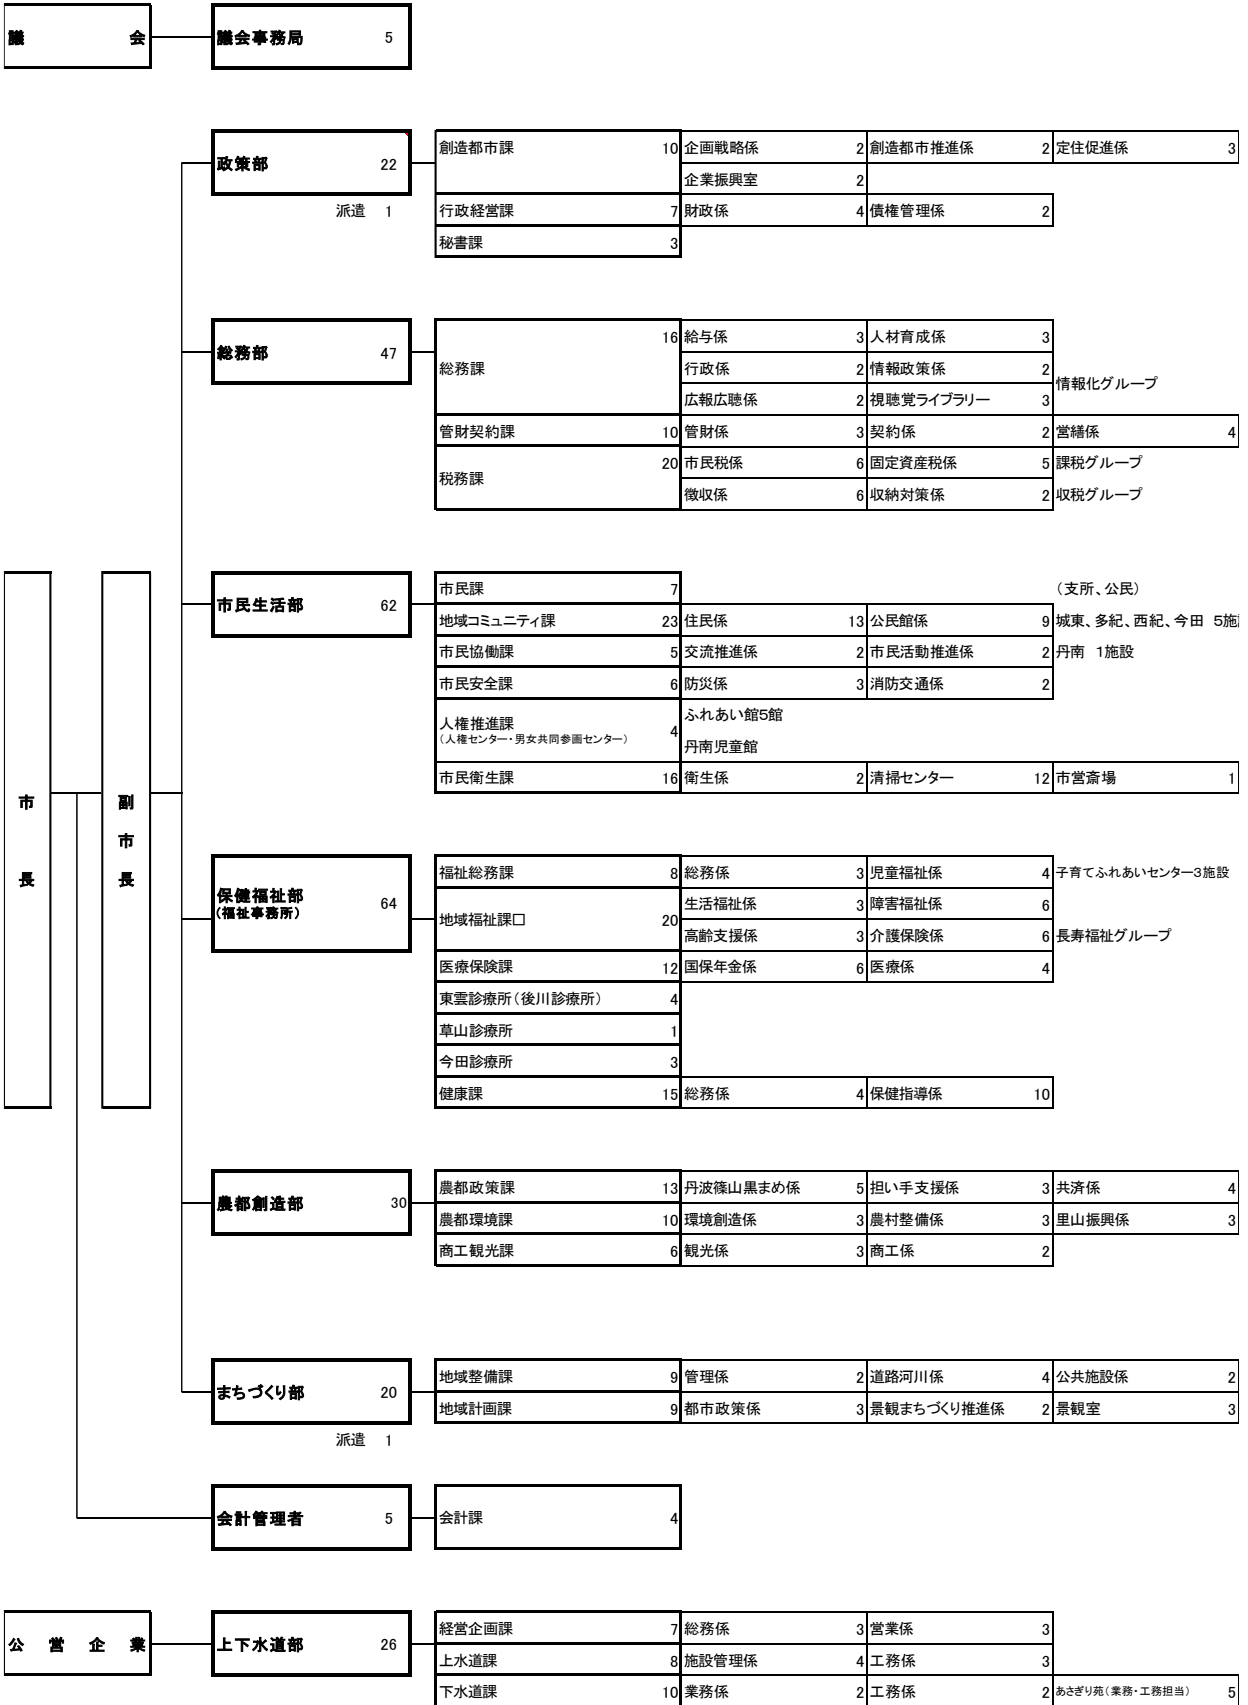 議会 議会事務局 5
政策部 22
派遣 1
創造都市課 10 企画戦略係 2 創造都市推進係 2 定住促進係 3
企業振興室 2
行政経営課 7 財政係 4 債権管理係 2
秘書課 3
総務部 47
総務課 16 給与係 3 人材育成係 3
行政係 2 情報政策係 2
情報化グループ
広報広聴係 2 視聴覚ライブラリー 3
管財契約課 10 管財係 3 契約係 2 営繕係 4
税務課 20 市民税係 6 固定資産税係 5 課税グループ
徴収係 6 収納対策係 2 収税グループ
市長
副市長
市民生活部 62
市民課 7 (支所、公民)
地域コミュニティ課 23 住民係 13 公民館係 9 城東、多紀、西紀、今田 5施
市民協働課 5 交流推進係 2 市民活動推進係 2 丹南 1施設
市民安全課 6 防災係 3 消防交通係 2
人権推進課 4 ふれあい館5館
(人権センター・男女共同参画センター)
丹南児童館
市民衛生課 16 衛生係 2 清掃センター 12 市営斎場 1
保健福祉部 64
(福祉事務所)
福祉総務課 8 総務係 3 児童福祉係 4 子育てふれあいセンター3施設
地域福祉課口 20 生活福祉係 3 障害福祉係 6
高齢支援係 3 介護保険係 6 長寿福祉グループ
医療保険課 12 国保年金係 6 医療係 4
東雲診療所(後川診療所) 4
草山診療所 1
今田診療所 3
健康課 15 総務係 4 保健指導係 10
農都創造部 30
農都政策課 13 丹波篠山黒まめ係 5 担い手支援係 3 共済係 4
農都環境課 10 環境創造係 3 農村整備係 3 里山振興係 3
商工観光課 6 観光係 3 商工係 2
まちづくり部 20
派遣 1
地域整備課 9 管理係 2 道路河川係 4 公共施設係 2
地域計画課 9 都市政策係 3 景観まちづくり推進係 2 景観室 3
会計管理者 5 会計課 4
公営企業 上下水道部 26
経営企画課 7 総務係 3 営業係 3
上水道課 8 施設管理係 4 工務係 3
下水道課 10 業務係 2 工務係 2 あさぎり苑(業務・工務担当) 5